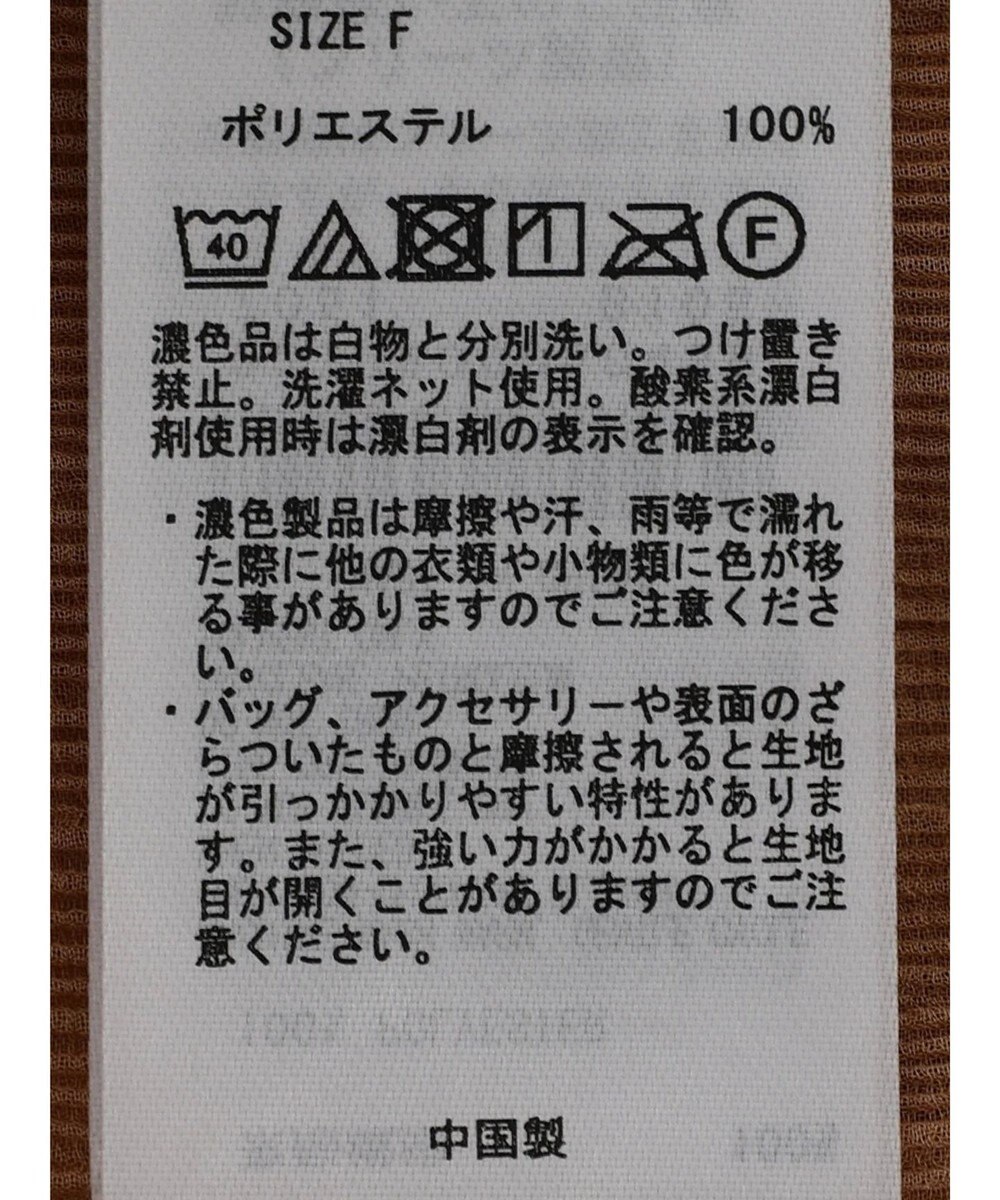 SIZE F
ポリエステル 100%
40 F
濃色品は白物と分別洗い。つけ置き
禁止。洗濯ネット使用。酸素系漂白
剤使用時は漂白剤の表示を確認。
・濃色製品は摩擦や汗、雨等で濡れ
た際に他の衣類や小物類に色が移
る事がありますのでご注意くださ
い。
・バッグ、アクセサリーや表面のざ
らついたものと摩擦されると生地
が引っかかりやすい特性がありま
す。また、強い力がかかると生地
目が開くことがありますのでご注
意ください。
中国製